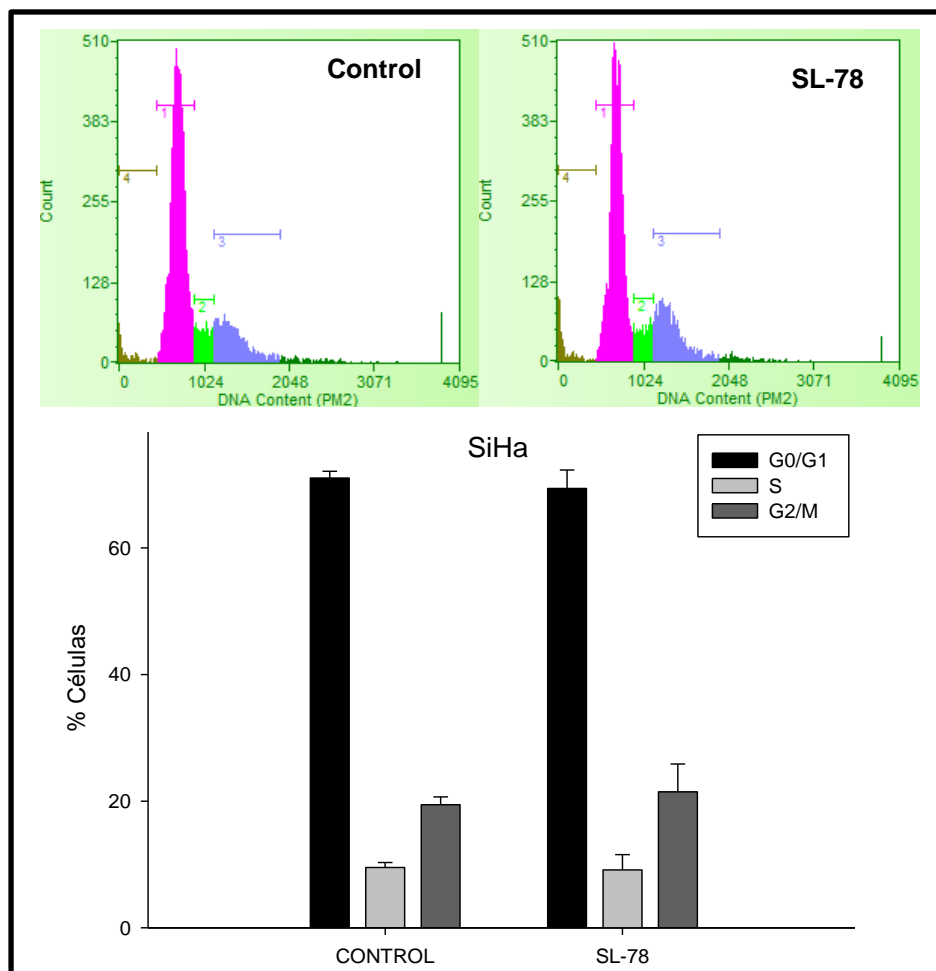 Control
510
383
255
128
0
Count
1
2
3
4
0 1024 2048 3071 4095
DNA Content (PM2)
SL-78
510
383
255
128
0
Count
1
2
3
4
0 1024 2048 3071 4095
DNA Content (PM2)
SiHa
G0/G1
S
G2/M
% Células
60
40
20
0
CONTROL SL-78